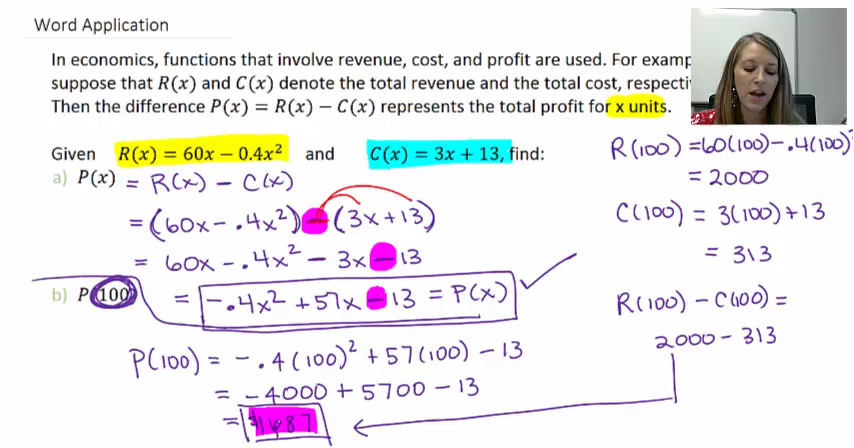 Word Application
In economics, functions that involve revenue, cost, and profit are used. For examp
suppose that R(x) and C(x) denote the total revenue and the total cost, respecti
Then the difference P(x) = R(x) − C(x) represents the total profit for x units.
Given R(x) = 60x − 0.4x² and C(x) = 3x + 13, find:
a) P(x) = R(x) - C(x)
= (60x - .4x²) - (3x + 13)
= 60x - .4x² - 3x - 13
b) P(100) = -.4x² + 57x - 13 = P(x)
P(100) = -.4(100)² + 57(100) - 13
= -4000 + 5700 - 13
= $1687
R(100) = 60(100) - .4(100)²
= 2000
C(100) = 3(100) + 13
= 313
R(100) - C(100) =
2000 - 313